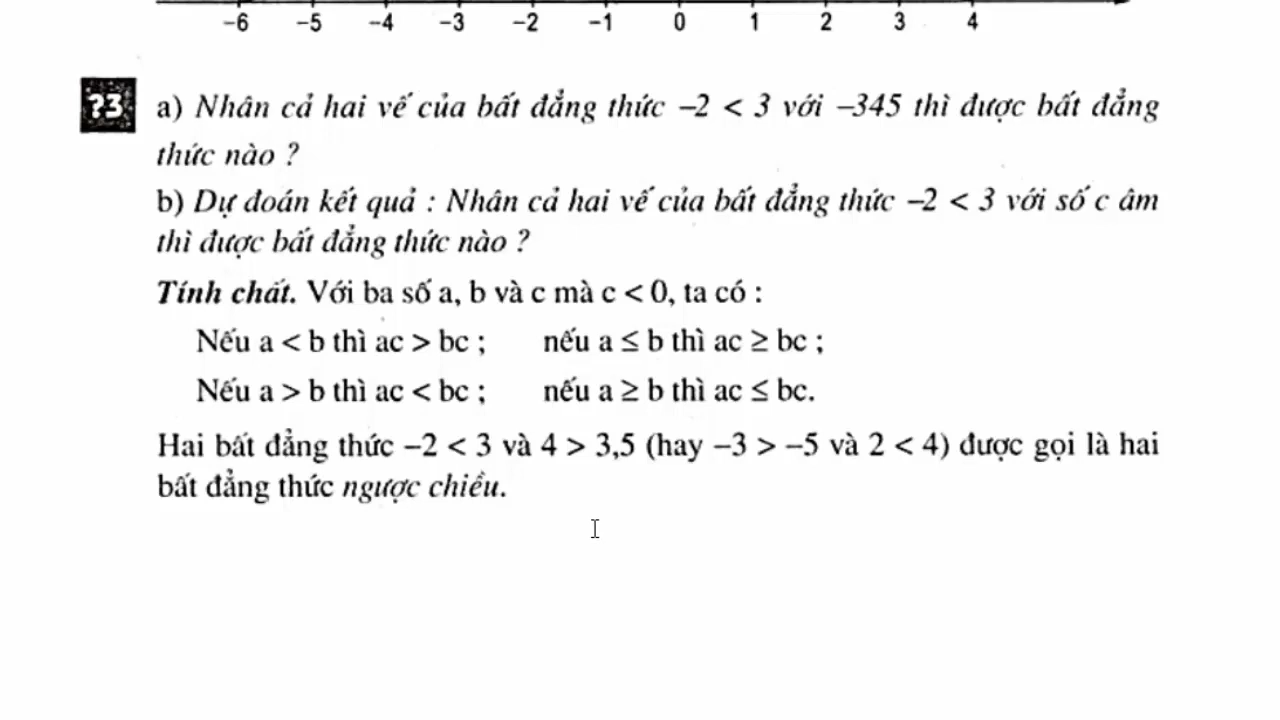 –6 –5 –4 –3 –2 –1 0 1 2 3 4
?3 a) Nhân cả hai vế của bất đẳng thức –2 < 3 với –345 thì được bất đẳng
thức nào ?
b) Dự đoán kết quả : Nhân cả hai vế của bất đẳng thức –2 < 3 với số c âm
thì được bất đẳng thức nào ?
Tính chất. Với ba số a, b và c mà c < 0, ta có :
Nếu a < b thì ac > bc ; nếu a ≤ b thì ac ≥ bc ;
Nếu a > b thì ac < bc ; nếu a ≥ b thì ac ≤ bc.
Hai bất đẳng thức –2 < 3 và 4 > 3,5 (hay –3 > –5 và 2 < 4) được gọi là hai
bất đẳng thức ngược chiều.